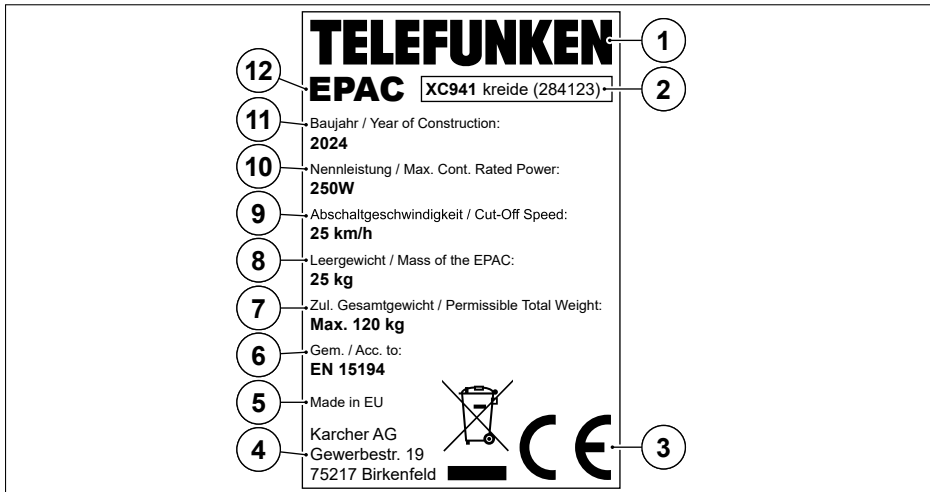 TELEFUNKEN
1
12
EPAC XC941 kreide (284123)
2
11
Baujahr / Year of Construction:
2024
10
Nennleistung / Max. Cont. Rated Power:
250W
9
Abschaltgeschwindigkeit / Cut-Off Speed:
25 km/h
8
Leergewicht / Mass of the EPAC:
25 kg
7
Zul. Gesamtgewicht / Permissible Total Weight:
Max. 120 kg
6
Gem. / Acc. to:
EN 15194
5
Made in EU
4
Karcher AG
Gewerbestr. 19
75217 Birkenfeld
CE
3